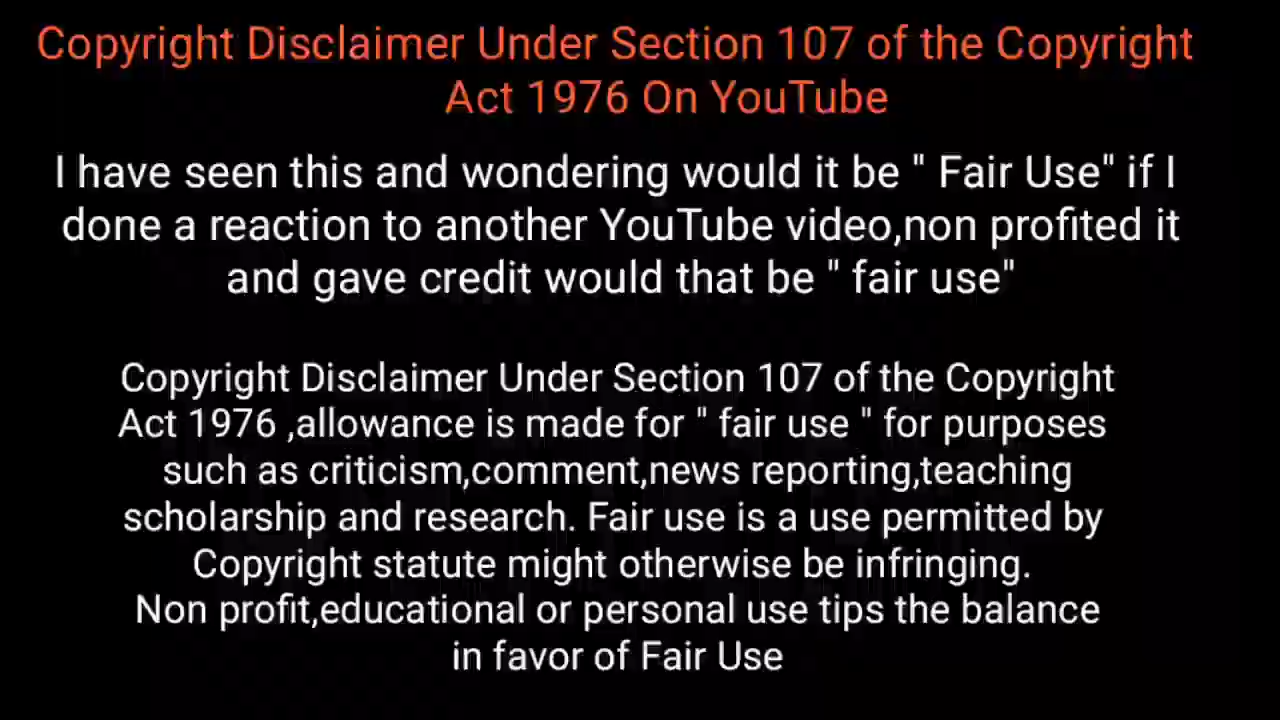 Copyright Disclaimer Under Section 107 of the Copyright
Act 1976 On YouTube
I have seen this and wondering would it be " Fair Use" if I
done a reaction to another YouTube video,non profited it
and gave credit would that be " fair use"
Copyright Disclaimer Under Section 107 of the Copyright
Act 1976 ,allowance is made for " fair use " for purposes
such as criticism,comment,news reporting,teaching
scholarship and research. Fair use is a use permitted by
Copyright statute might otherwise be infringing.
Non profit,educational or personal use tips the balance
in favor of Fair Use